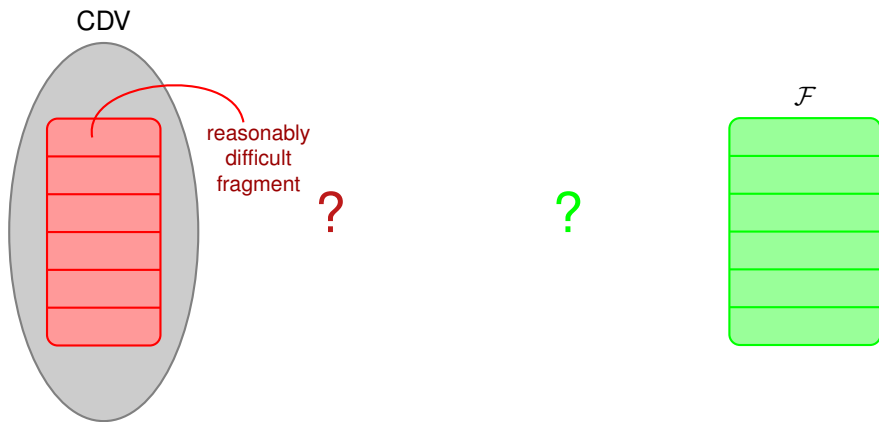 CDV
ℱ
reasonably
difficult
fragment
?
?